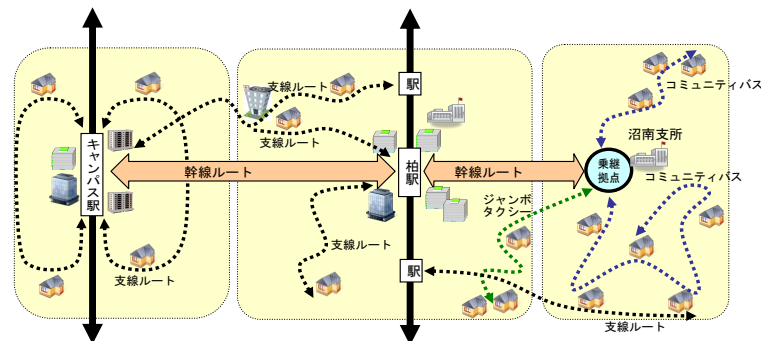 キャンパス駅
支線ルート
幹線ルート
支線ルート
支線ルート
支線ルート
駅
柏駅
駅
幹線ルート
ジャンボ
タクシー
コミュニティバス
沼南支所
乗継
拠点
コミュニティバス
支線ルート